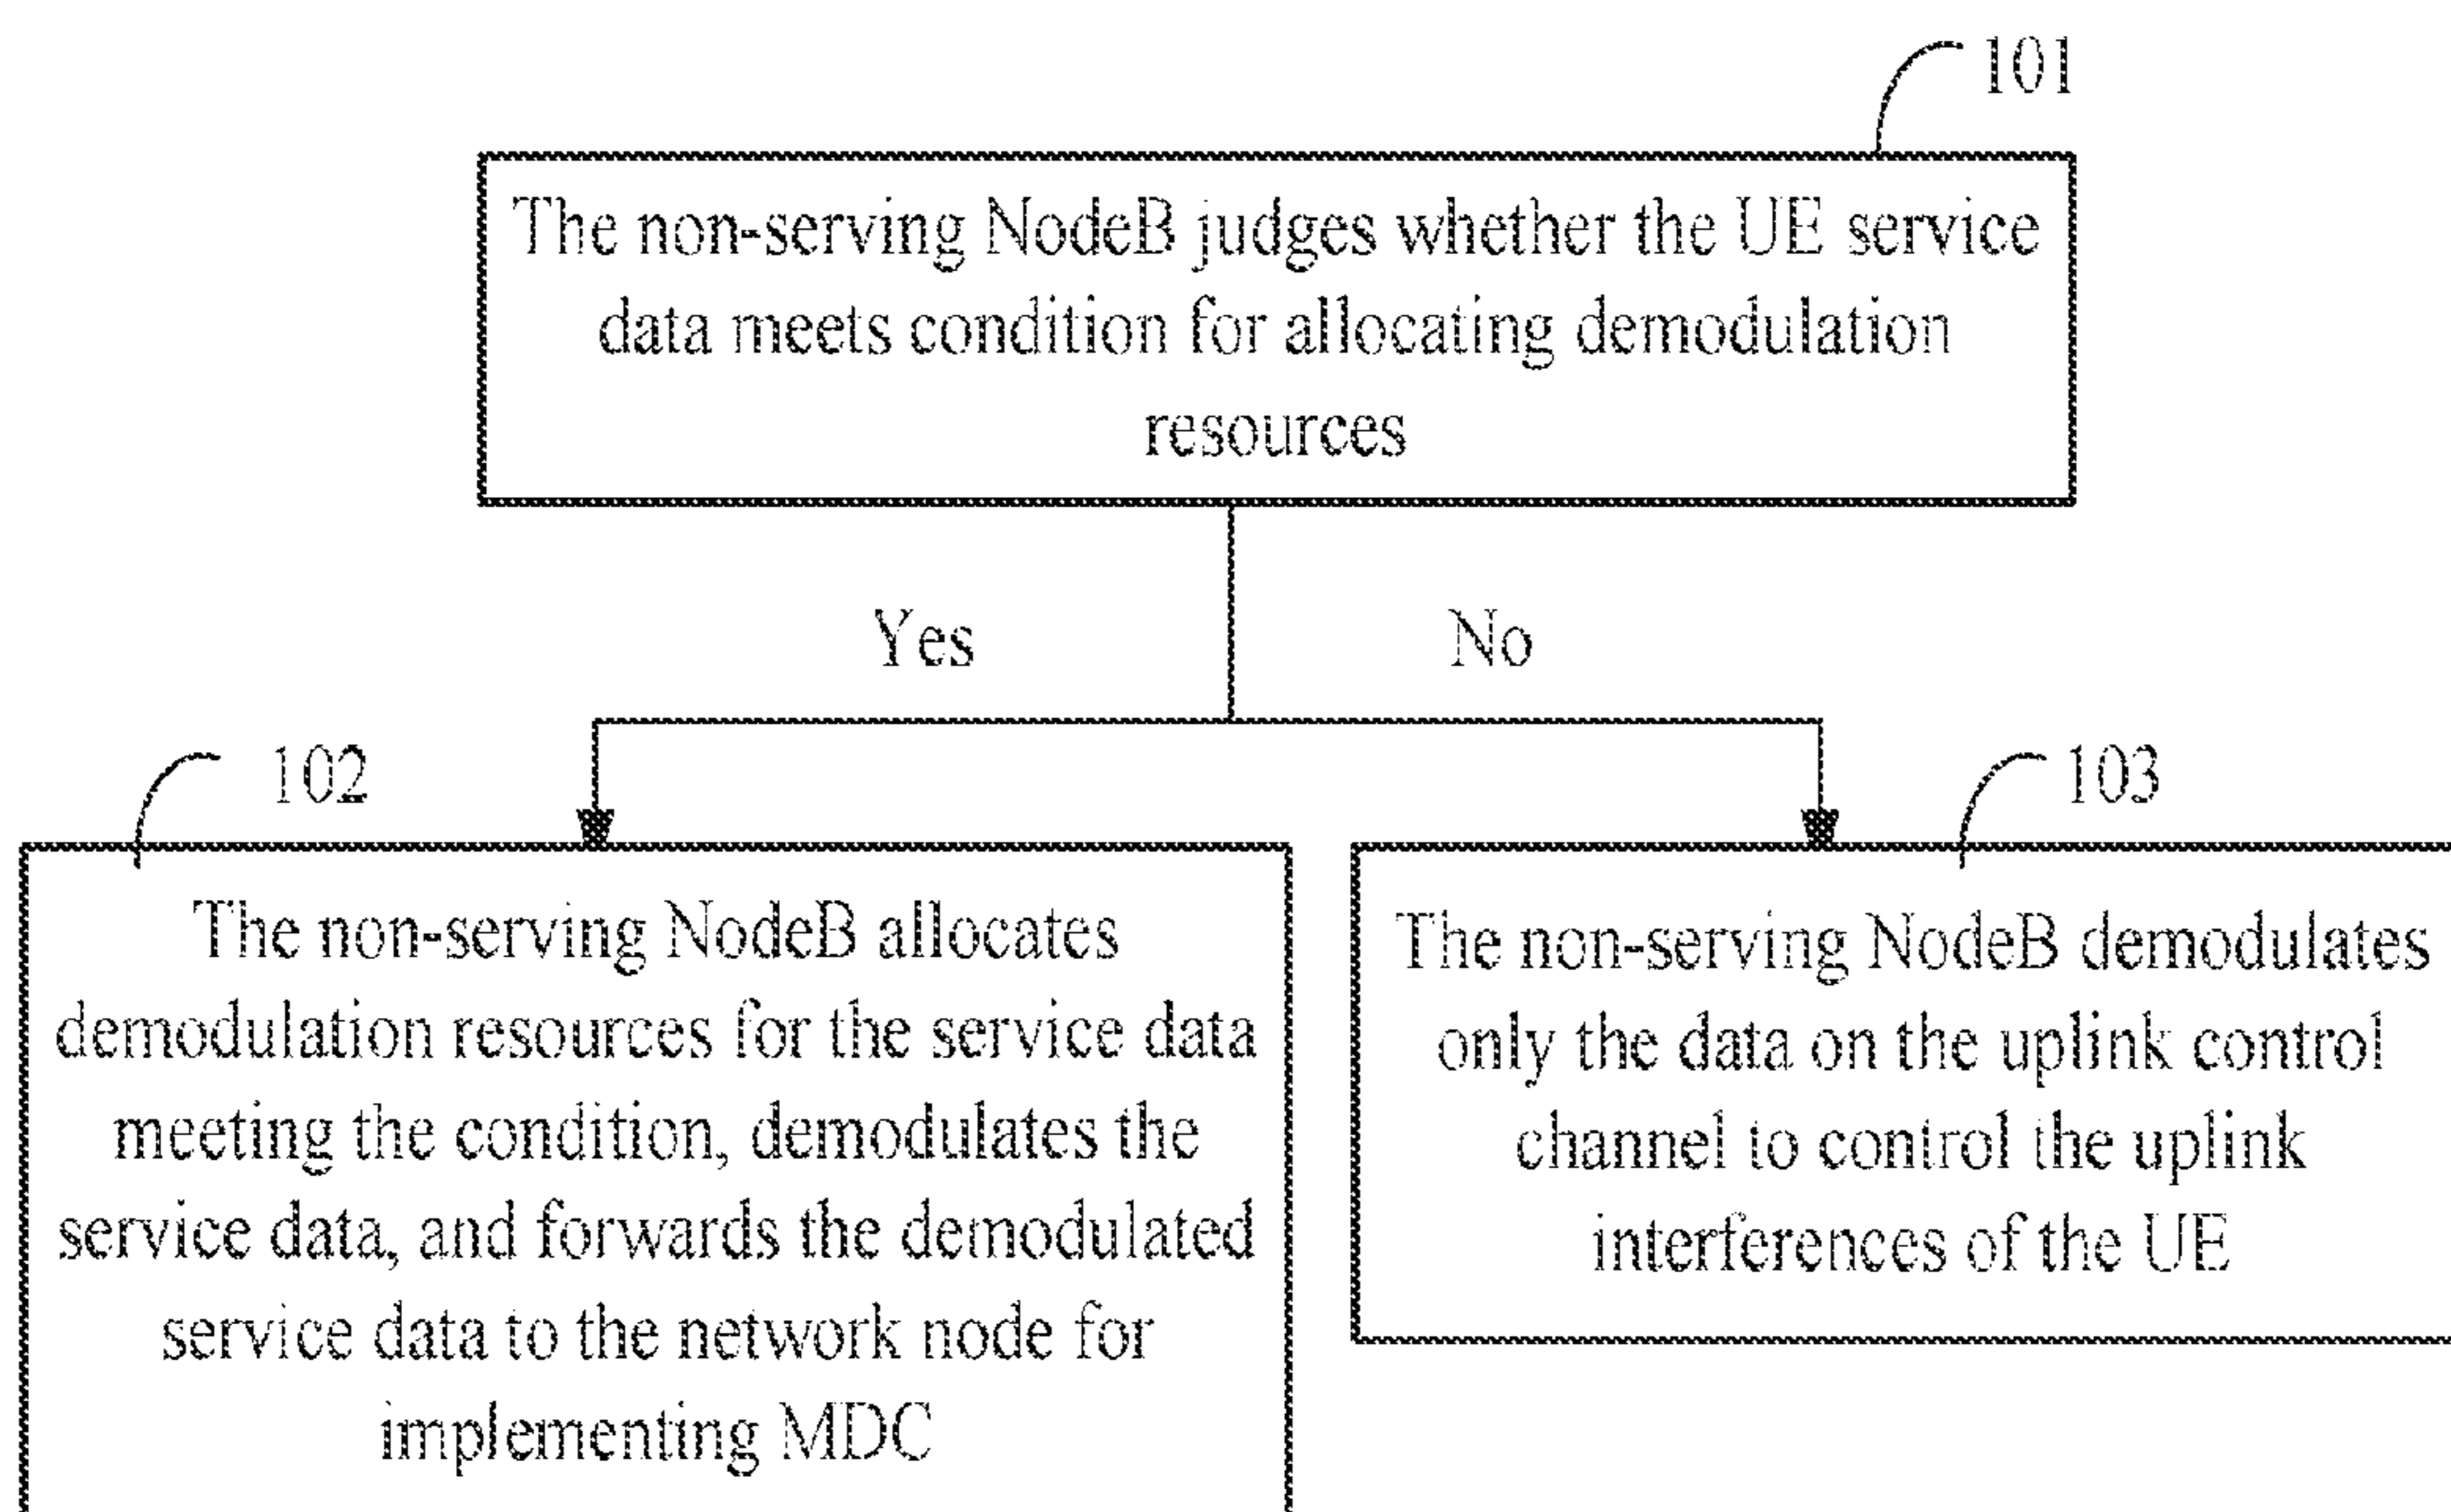 101
The non-serving NodeB judges whether the UE service
data meets condition for allocating demodulation
resources
Yes
No
102
103
The non-serving NodeB allocates
demodulation resources for the service data
meeting the condition, demodulates the
service data, and forwards the demodulated
service data to the network node for
implementing MDC
The non-serving NodeB demodulates
only the data on the uplink control
channel to control the uplink
interferences of the UE